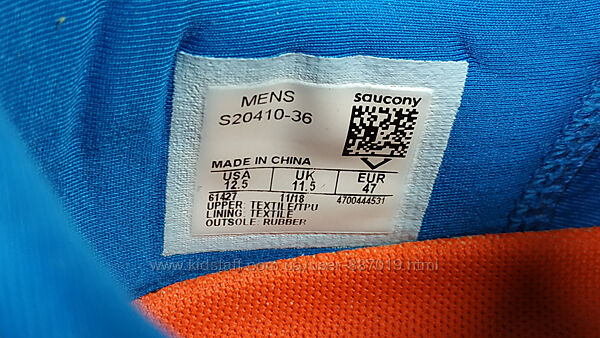 MENS
saucony
S20410-36
MADE IN CHINA
USA UK EUR
12.5 11.5 47
61427 11/18 4700444531
UPPER: TEXTILE/TPU
LINING: TEXTILE
OUTSOLE: RUBBER